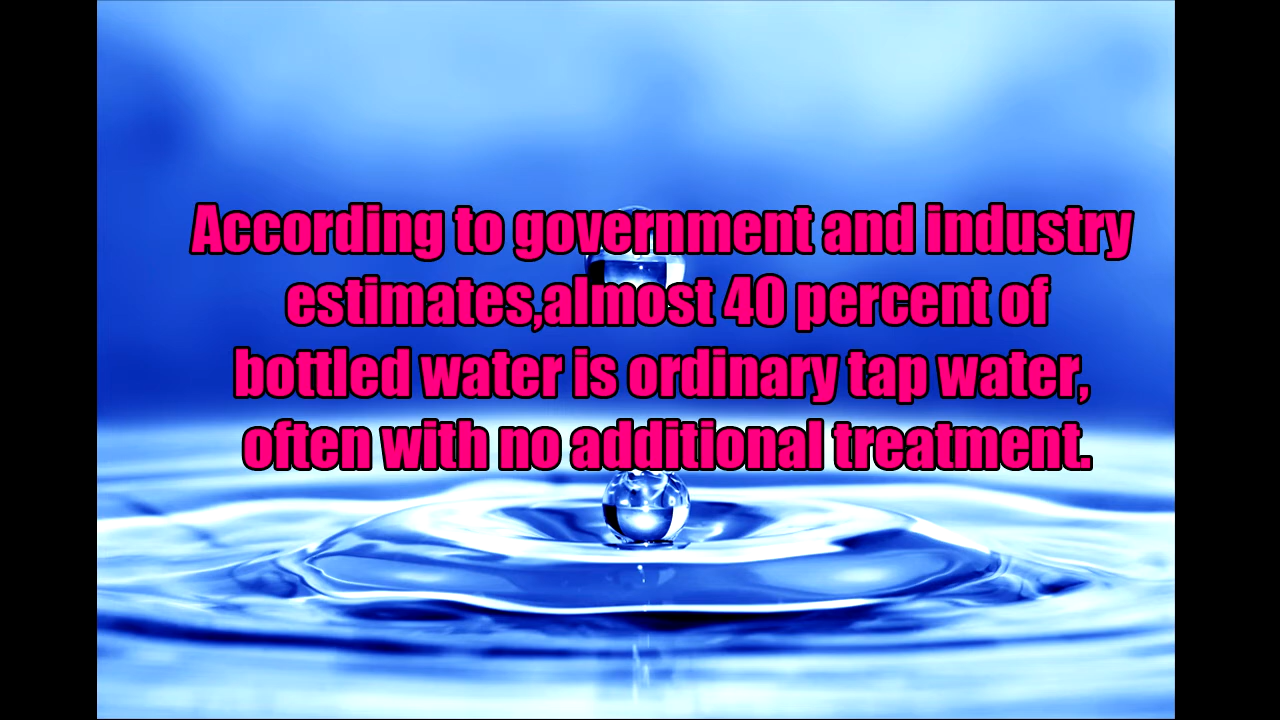 According to government and industry
estimates,almost 40 percent of
bottled water is ordinary tap water,
often with no additional treatment.